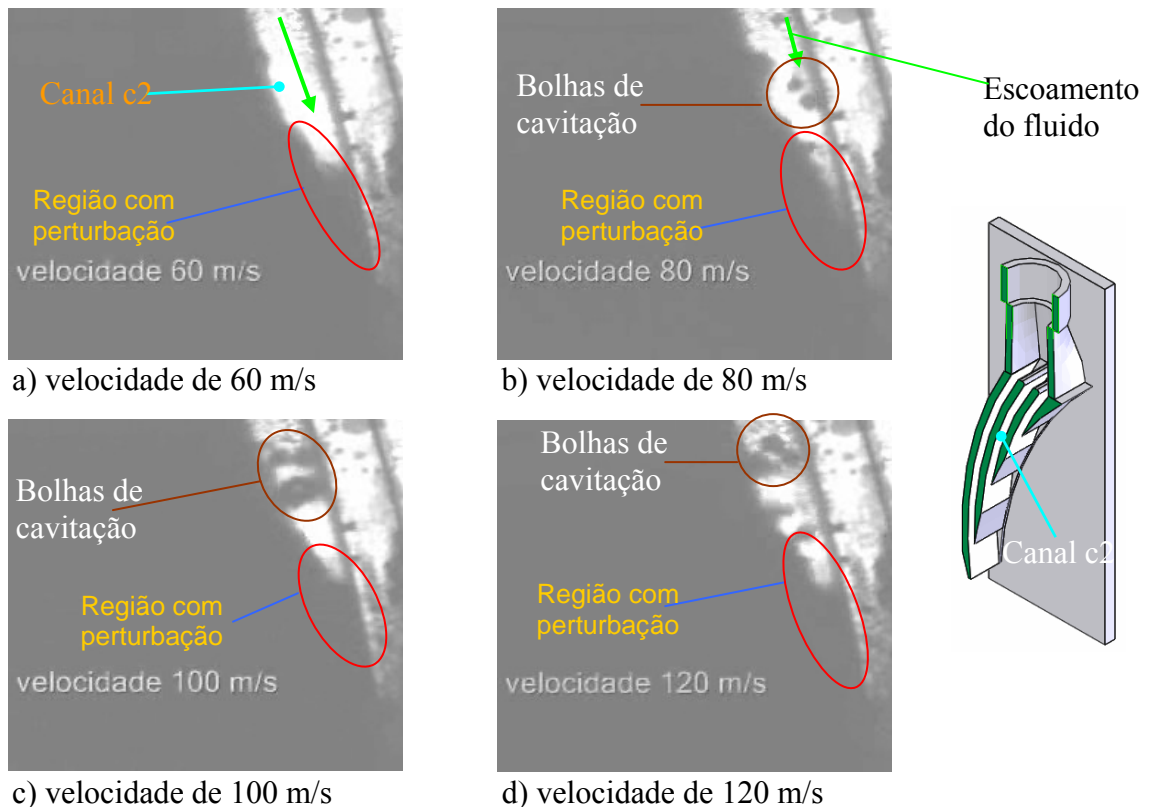 Canal c2
Região com
perturbação
velocidade 60 m/s
a) velocidade de 60 m/s
Bolhas de
cavitação
Região com
perturbação
velocidade 80 m/s
b) velocidade de 80 m/s
Escoamento
do fluido
Bolhas de
cavitação
Região com
perturbação
velocidade 100 m/s
c) velocidade de 100 m/s
Bolhas de
cavitação
Região com
perturbação
velocidade 120 m/s
d) velocidade de 120 m/s
Canal c2